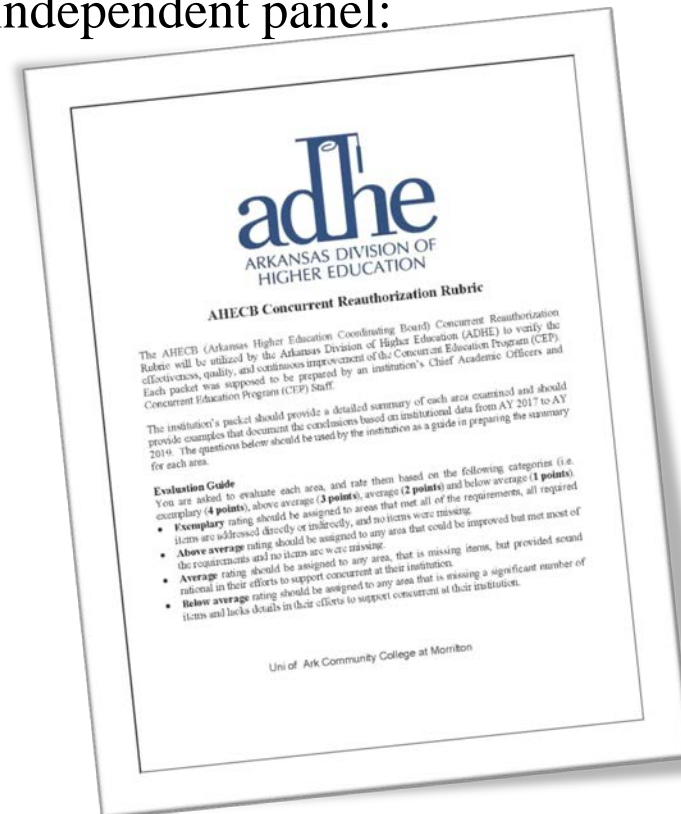 independent panel:
adhe
ARKANSAS DIVISION OF
HIGHER EDUCATION
AHECB Concurrent Reauthorization Rubric
The AHECB (Arkansas Higher Education Coordinating Board) Concurrent Reauthorization
Rubric will be utilized by the Arkansas Division of Higher Education (ADHE) to verify the
effectiveness, quality, and continuous improvement of the Concurrent Education Program (CEP).
Each packet was supposed to be prepared by an institution's Chief Academic Officers and
Concurrent Education Program (CEP) Staff.
The institution's packet should provide a detailed summary of each area examined and should
provide examples that document the conclusions based on institutional data from AY 2017 to AY
2019. The questions below should be used by the institution as a guide in preparing the summary
for each area.
Evaluation Guide
You are asked to evaluate each area, and rate them based on the following categories (i.e.
exemplary (4 points), above average (3 points), average (2 points) and below average (1 points).
• Exemplary rating should be assigned to areas that met all of the requirements, all required
items are addressed directly or indirectly, and no items were missing.
• Above average rating should be assigned to any area that could be improved but met most of
the requirements and no items are were missing.
• Average rating should be assigned to any area, that is missing items, but provided sound
rational in their efforts to support concurrent at their institution.
• Below average rating should be assigned to any area that is missing a significant number of
items and lacks details in their efforts to support concurrent at their institution.
Uni of Ark Community College at Morrilton